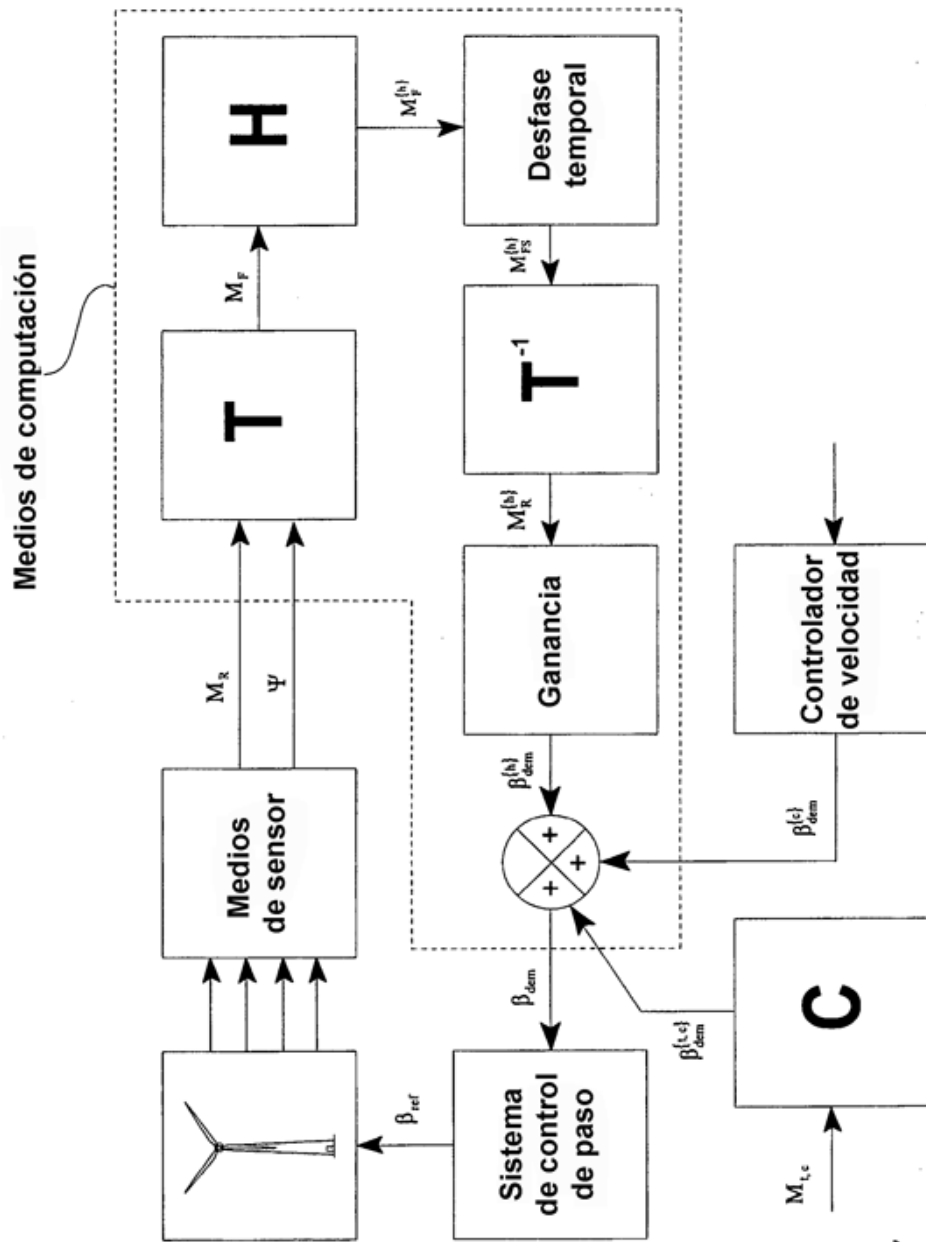 Medios de computación
Medios
de sensor
M_R
Ψ
T
M_F
H
M_F^{h}
Desfase
temporal
M_FS^{h}
T^-1
M_R^{h}
Ganancia
β_dem^{h}
+
+
+
β_dem
Sistema
de control
de paso
β_ref
M_t,c
C
β_dem^{t,c}
β_dem^{c}
Controlador
de velocidad